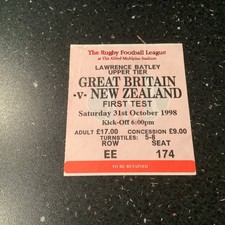 The Rugby Football League
at The Alfred McAlpine Stadium
LAWRENCE BATLEY
UPPER TIER
GREAT BRITAIN
-v- NEW ZEALAND
FIRST TEST
Saturday 31st October 1998
Kick-Off 6:00pm
ADULT £17.00 CONCESSION £9.00
TURNSTILES: 5-8
ROW SEAT
EE 174
TO BE RETAINED